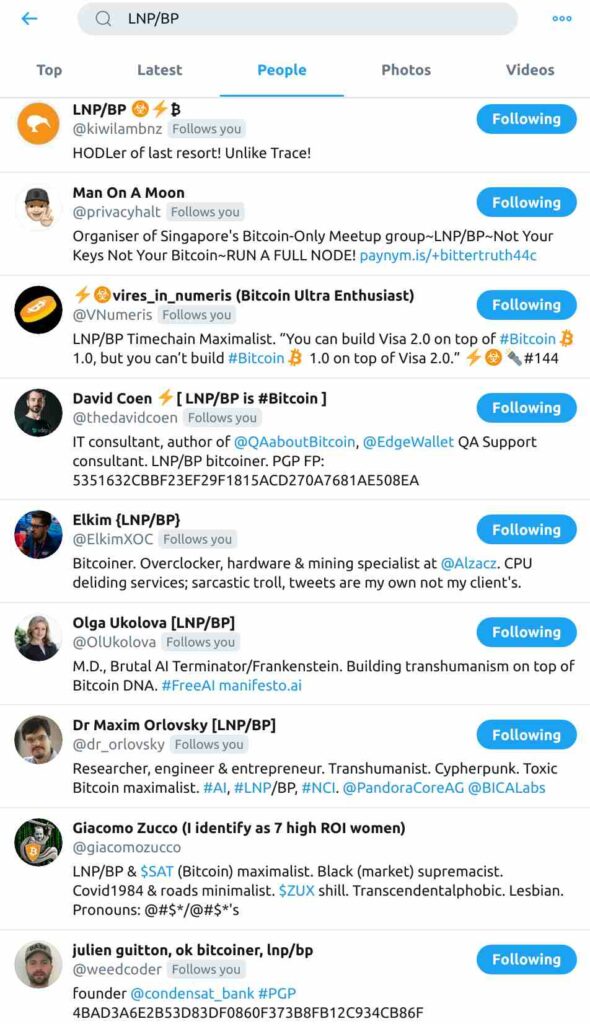 LNP/BP
Top Latest People Photos Videos
LNP/BP ☣️⚡₿
Following
@kiwilambnz Follows you
HODLer of last resort! Unlike Trace!
Man On A Moon
Following
@privacyhalt Follows you
Organiser of Singapore's Bitcoin-Only Meetup group~LNP/BP~Not Your
Keys Not Your Bitcoin~RUN A FULL NODE! paynym.is/+bittertruth44c
⚡☣️vires_in_numeris (Bitcoin Ultra Enthusiast)
Following
@VNumeris Follows you
LNP/BP Timechain Maximalist. “You can build Visa 2.0 on top of #Bitcoin ₿
1.0, but you can’t build #Bitcoin ₿ 1.0 on top of Visa 2.0.” ⚡☣️🔦#144
David Coen ⚡[ LNP/BP is #Bitcoin ]
Following
@thedavidcoen Follows you
IT consultant, author of @QAaboutBitcoin, @EdgeWallet QA Support
consultant. LNP/BP bitcoiner. PGP FP:
5351632CBBF23EF29F1815ACD270A7681AE508EA
Elkim {LNP/BP}
Following
@ElkimXOC Follows you
Bitcoiner. Overclocker, hardware & mining specialist at @Alzacz. CPU
deliding services; sarcastic troll, tweets are my own not my client's.
Olga Ukolova [LNP/BP]
Following
@OlUkolova Follows you
M.D., Brutal AI Terminator/Frankenstein. Building transhumanism on top of
Bitcoin DNA. #FreeAI manifesto.ai
Dr Maxim Orlovsky [LNP/BP]
Following
@dr_orlovsky Follows you
Researcher, engineer & entrepreneur. Transhumanist. Cypherpunk. Toxic
Bitcoin maximalist. #AI, #LNP/BP, #NCI. @PandoraCoreAG @BICALabs
Giacomo Zucco (I identify as 7 high ROI women)
@giacomozucco
LNP/BP & $SAT (Bitcoin) maximalist. Black (market) supremacist.
Covid1984 & roads minimalist. $ZUX shill. Transcendentalphobic. Lesbian.
Pronouns: @#$*/@#$*'s
julien guitton, ok bitcoiner, lnp/bp
Following
@weedcoder Follows you
founder @condensat_bank #PGP
4BAD3A6E2B53D83DF0860F373B8FB12C934CB86F